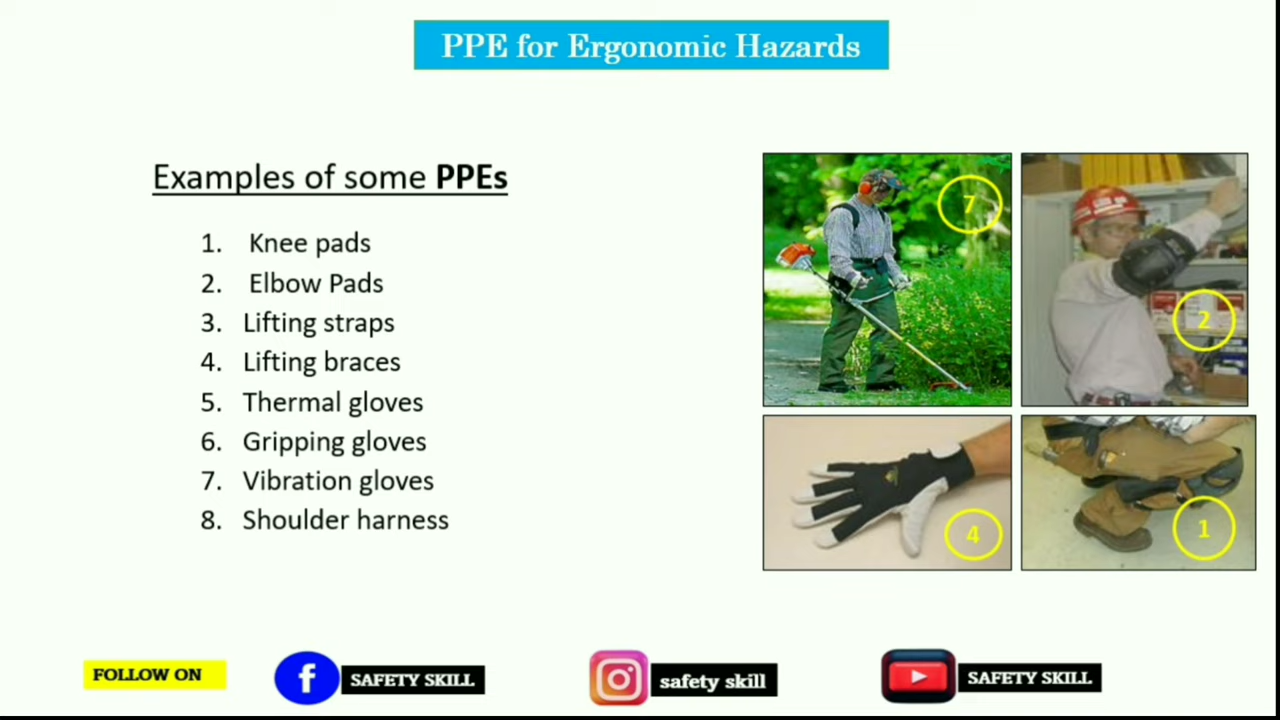 PPE for Ergonomic Hazards
Examples of some PPEs
1. Knee pads
2. Elbow Pads
3. Lifting straps
4. Lifting braces
5. Thermal gloves
6. Gripping gloves
7. Vibration gloves
8. Shoulder harness
7
2
4
1
FOLLOW ON
f
SAFETY SKILL
safety skill
SAFETY SKILL